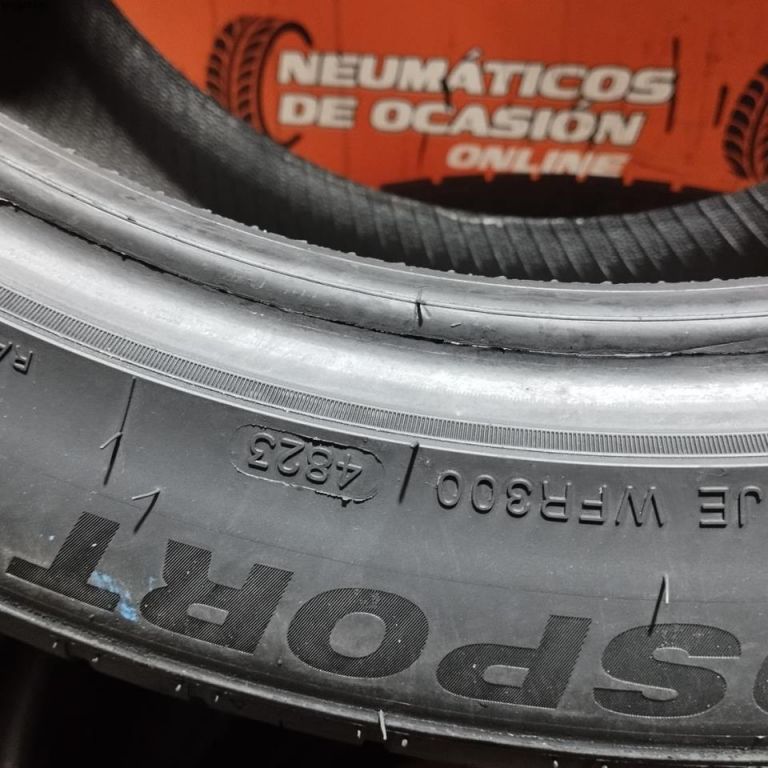 NEUMÁTICOS
DE OCASIÓN
ONLINE
4823
JE WFR300
SPORT